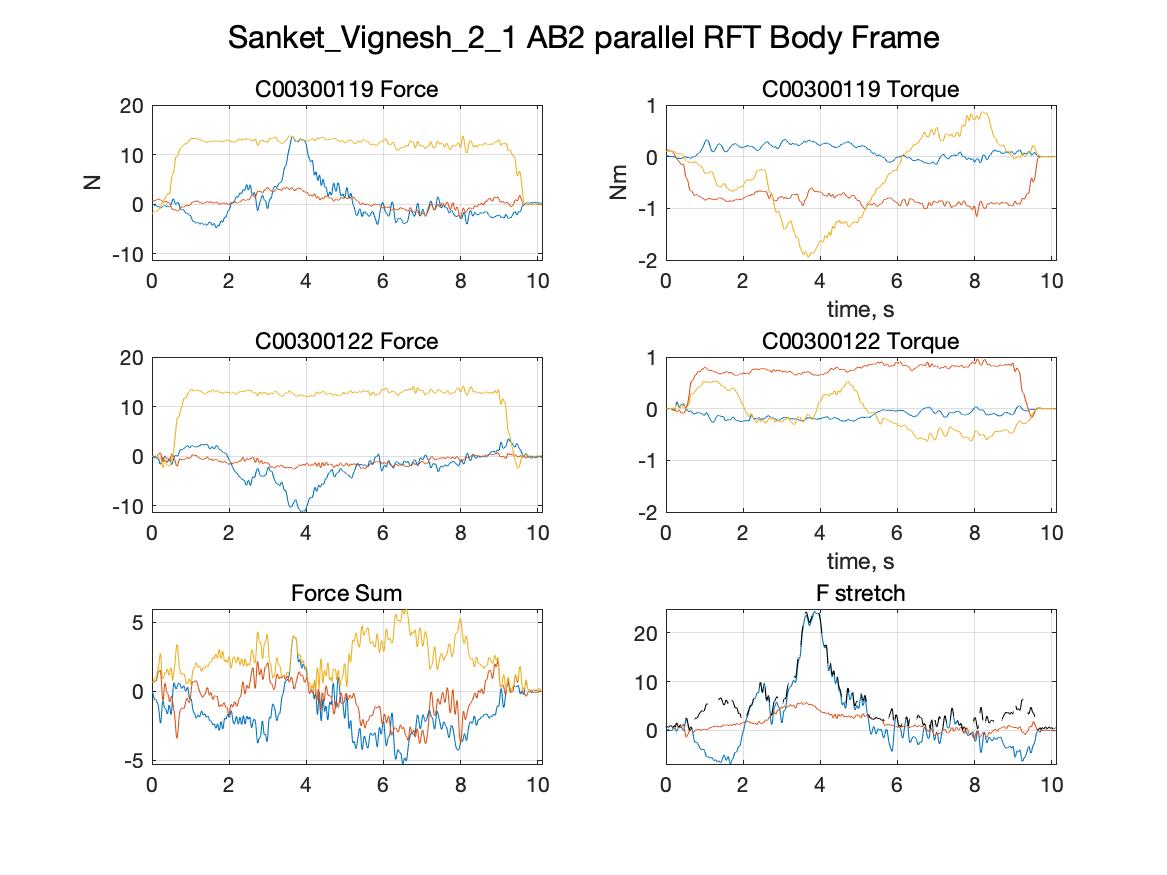 Sanket_Vignesh_2_1 AB2 parallel RFT Body Frame
C00300119 Force
20
10
0
-10
N
0 2 4 6 8 10
C00300119 Torque
1
0
-1
-2
Nm
0 2 4 6 8 10
time, s
C00300122 Force
20
10
0
-10
0 2 4 6 8 10
C00300122 Torque
1
0
-1
-2
0 2 4 6 8 10
time, s
Force Sum
5
0
-5
0 2 4 6 8 10
F stretch
20
10
0
0 2 4 6 8 10